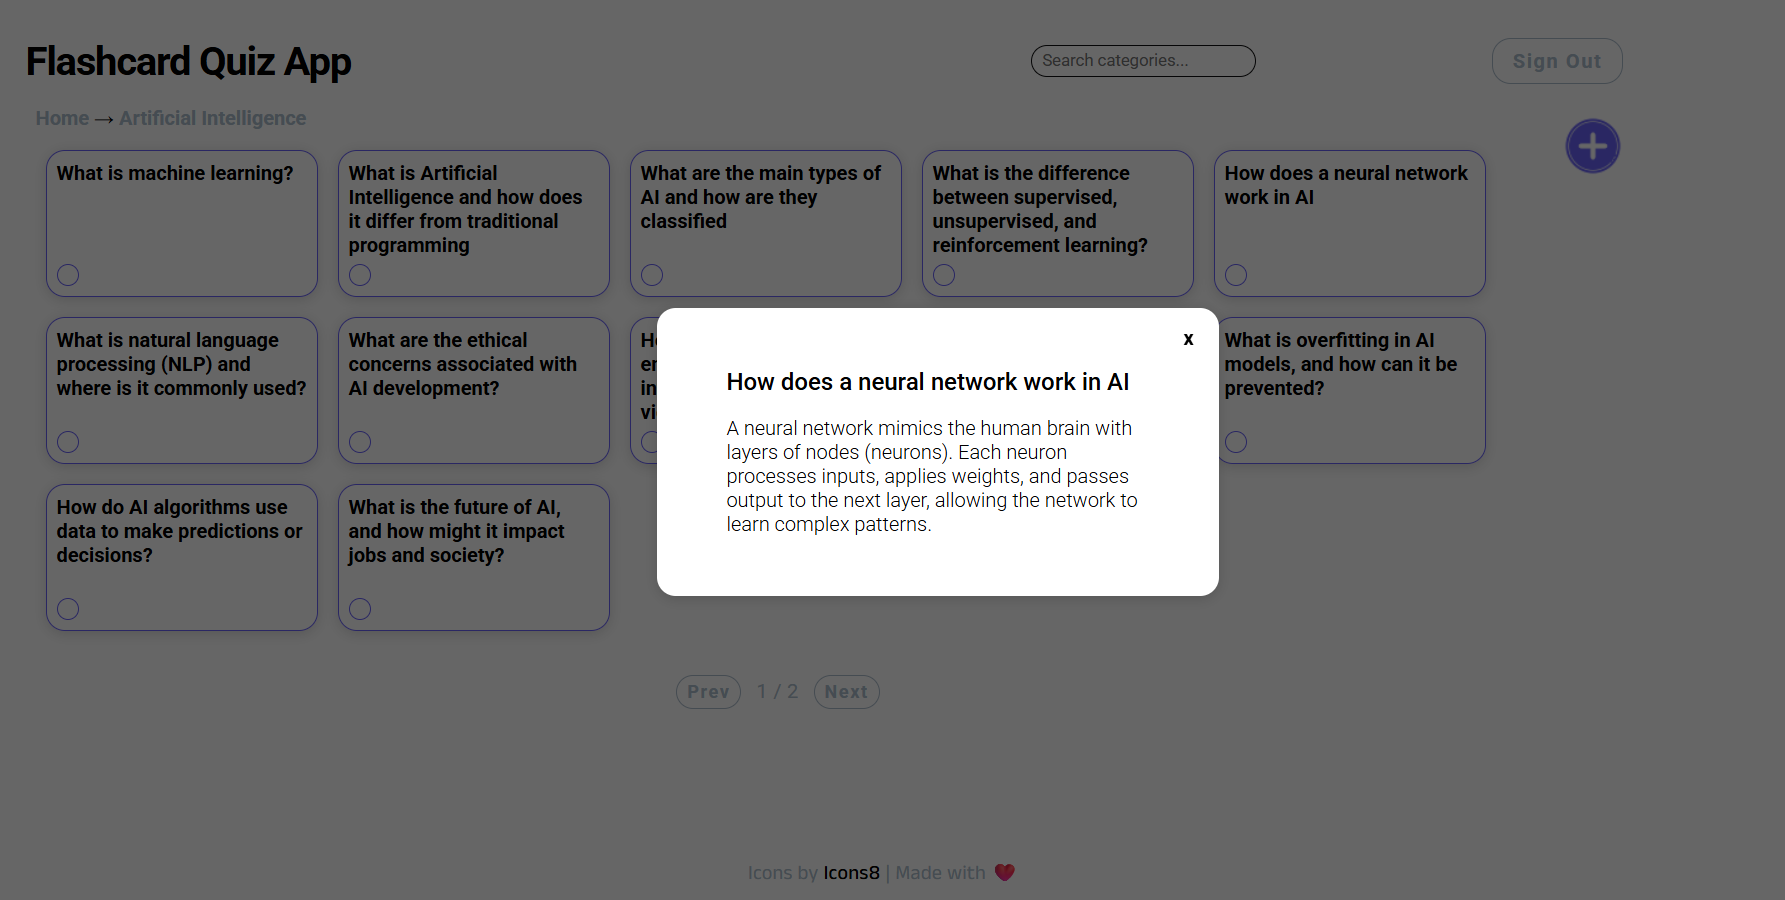 Flashcard Quiz App
Search categories...
Sign Out
Home → Artificial Intelligence
What is machine learning?
What is Artificial
Intelligence and how does
it differ from traditional
programming
What are the main types of
AI and how are they
classified
What is the difference
between supervised,
unsupervised, and
reinforcement learning?
How does a neural network
work in AI
What is natural language
processing (NLP) and
where is it commonly used?
What are the ethical
concerns associated with
AI development?
What is overfitting in AI
models, and how can it be
prevented?
x
How does a neural network work in AI
A neural network mimics the human brain with
layers of nodes (neurons). Each neuron
processes inputs, applies weights, and passes
output to the next layer, allowing the network to
learn complex patterns.
How do AI algorithms use
data to make predictions or
decisions?
What is the future of AI,
and how might it impact
jobs and society?
Prev 1 / 2 Next
Icons by Icons8 | Made with